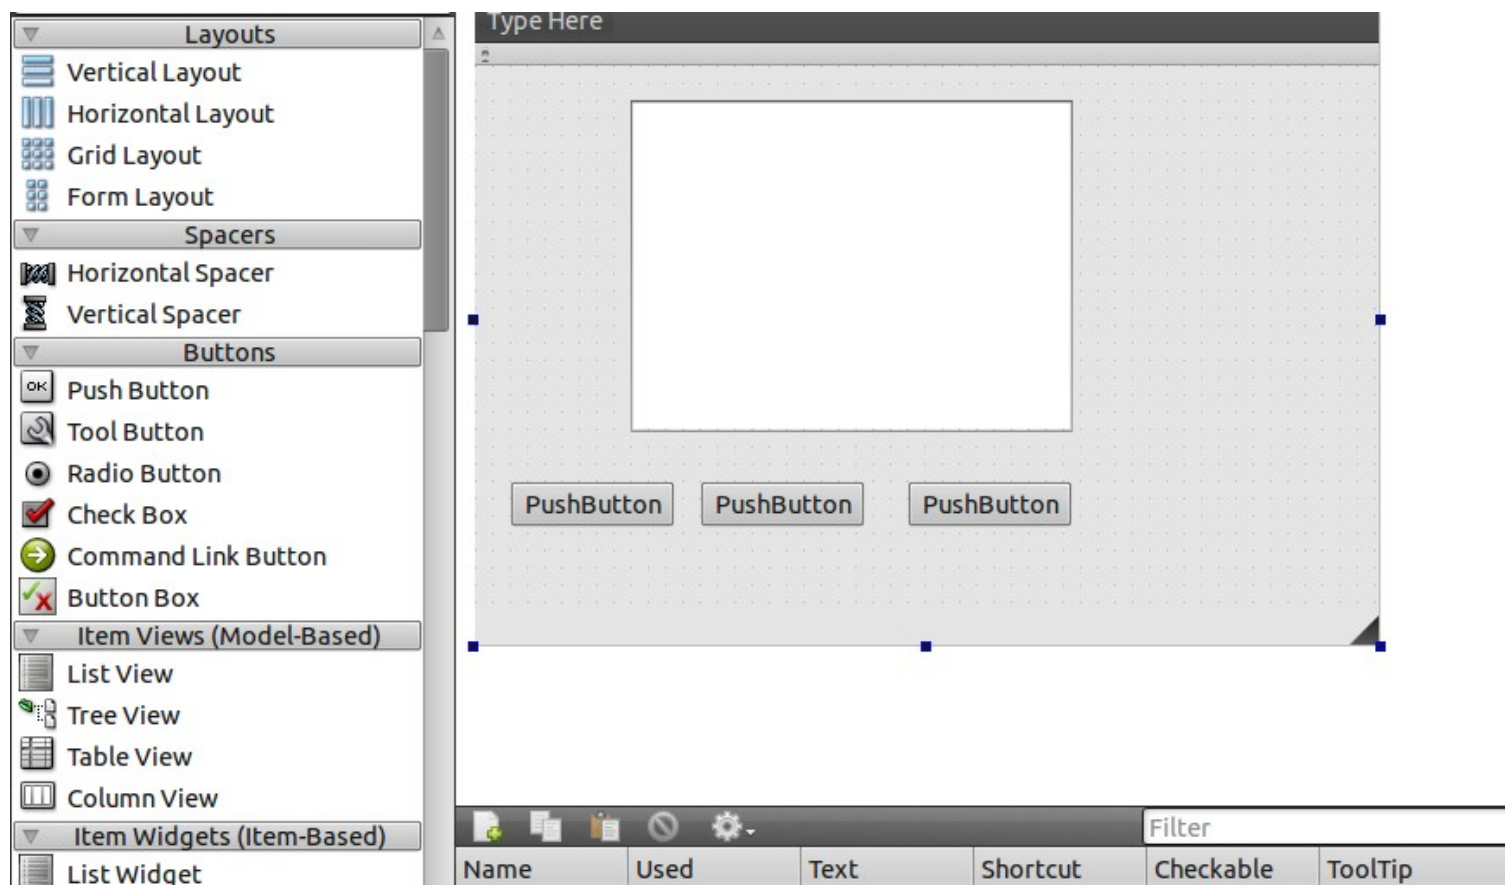 Layouts
Vertical Layout
Horizontal Layout
Grid Layout
Form Layout
Spacers
Horizontal Spacer
Vertical Spacer
Buttons
OK Push Button
Tool Button
Radio Button
Check Box
Command Link Button
Button Box
Item Views (Model-Based)
List View
Tree View
Table View
Column View
Item Widgets (Item-Based)
List Widget
Type Here
PushButton PushButton PushButton
Filter
Name Used Text Shortcut Checkable ToolTip